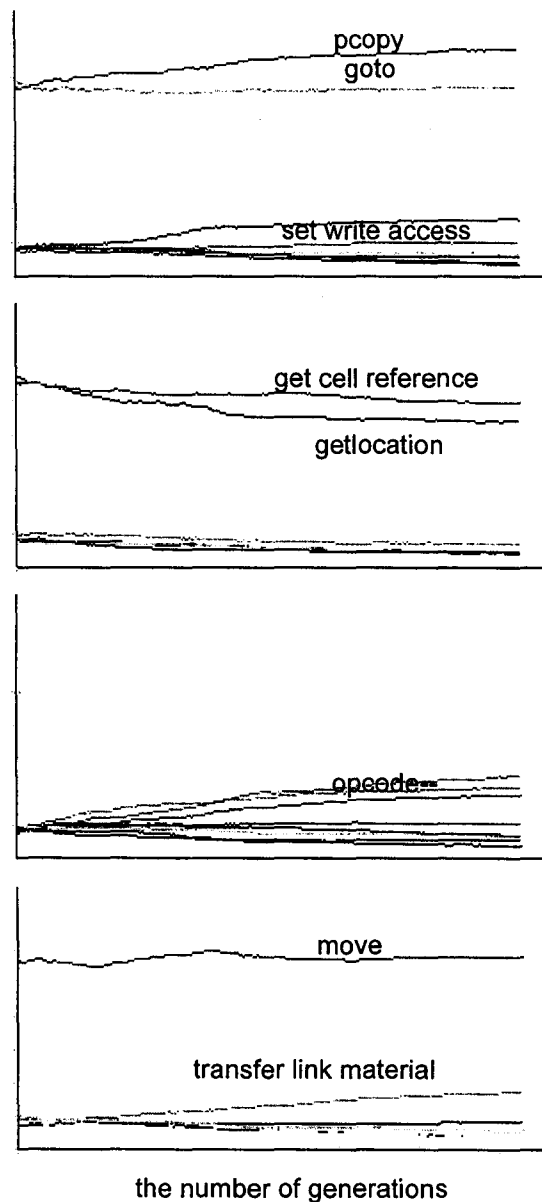 pcopy
goto
set write access
get cell reference
getlocation
opcode--
move
transfer link material
the number of generations